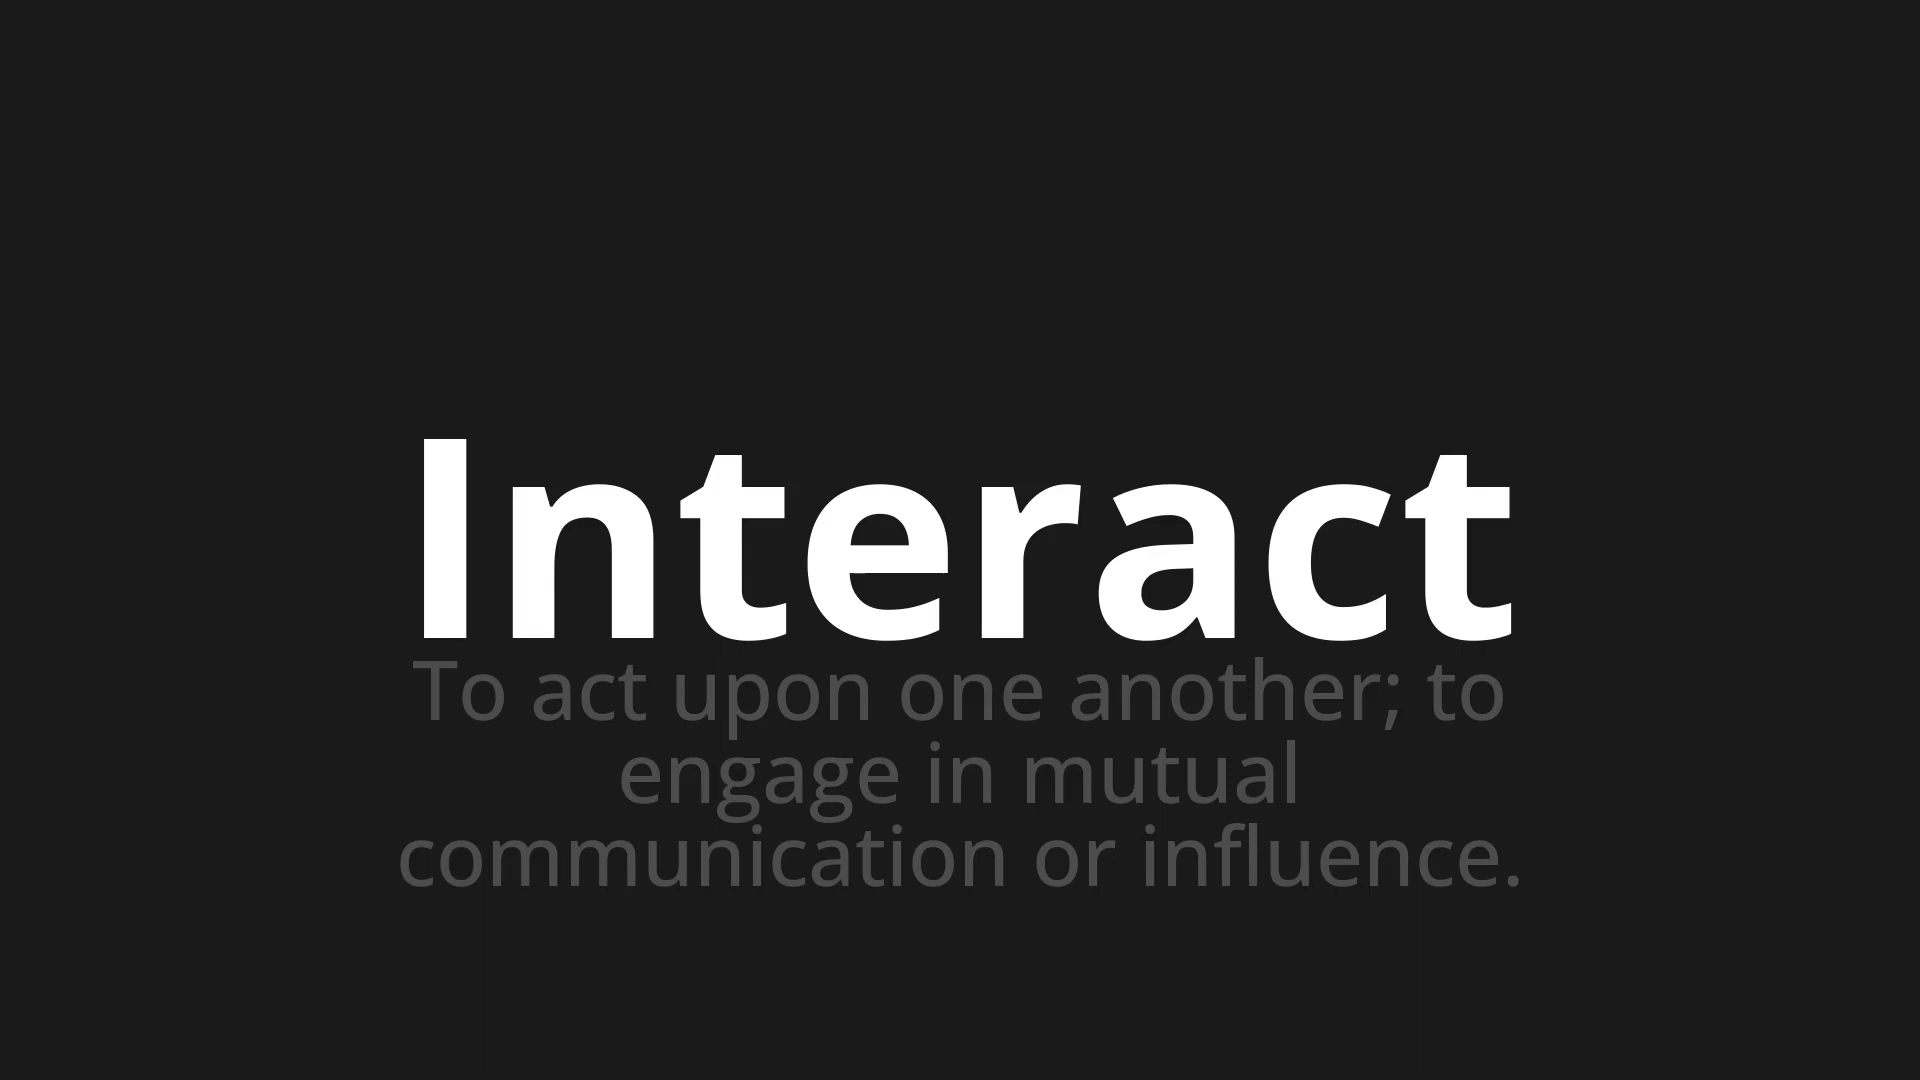 Interact
To act upon one another; to
engage in mutual
communication or influence.